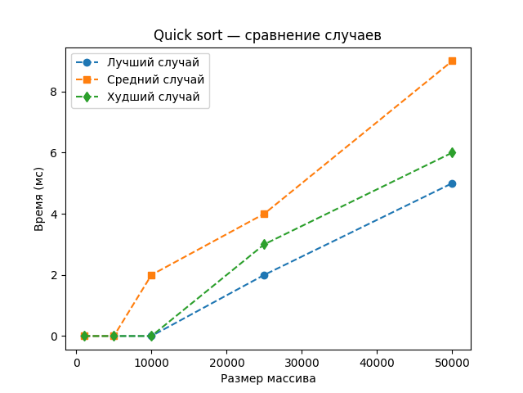 Quick sort — сравнение случаев
Лучший случай
Средний случай
Худший случай
Время (мс)
8
6
4
2
0
0 10000 20000 30000 40000 50000
Размер массива